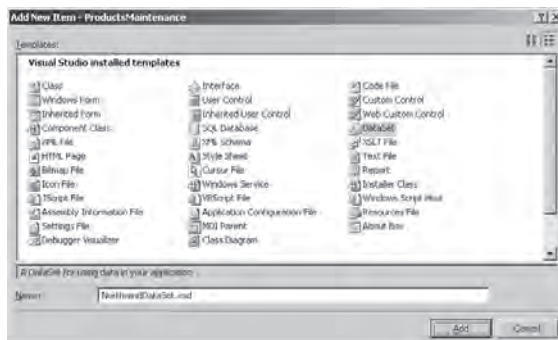 Add New Item - ProductsMaintenance
Templates:
Visual Studio installed templates
Class
Interface
Code File
Windows Form
User Control
Custom Control
Inherited Form
Inherited User Control
Web Custom Control
Component Class
SQL Database
DataSet
XML File
XML Schema
XSLT File
HTML Page
Style Sheet
Text File
Bitmap File
Cursor File
Report
Icon File
Windows Service
Installer Class
JScript File
VBScript File
Windows Script Host
Assembly Information File
Application Configuration File
Resources File
Settings File
MDI Parent
About Box
Debugger Visualizer
Class Diagram
A DataSet for using data in your application
Name:
NorthwindDataSet.xsd
Add
Cancel